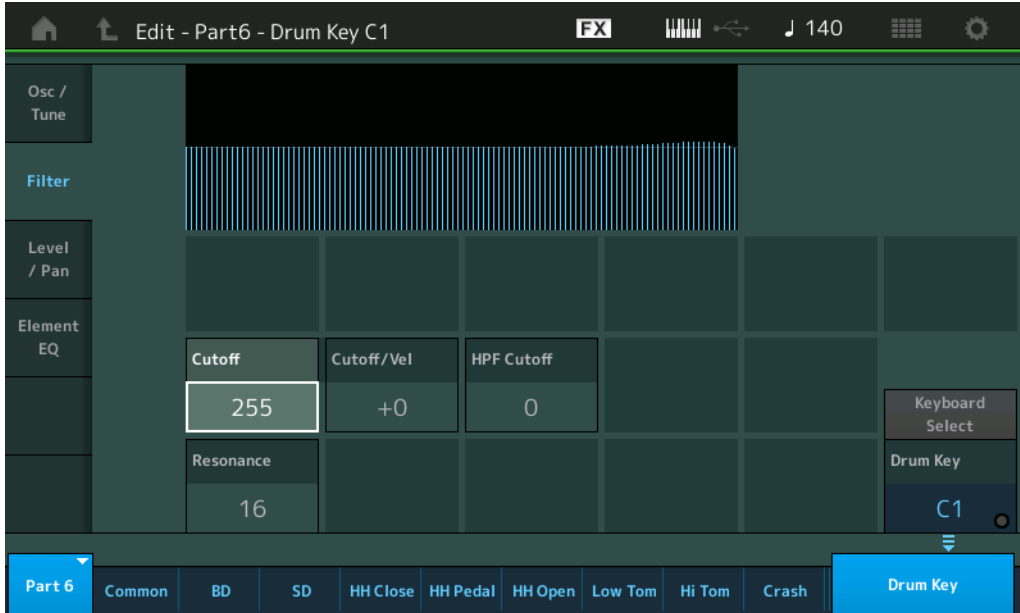 Edit - Part6 - Drum Key C1
FX
♩ 140
Osc /
Tune
Filter
Level
/ Pan
Element
EQ
Cutoff
255
Cutoff/Vel
+0
HPF Cutoff
0
Resonance
16
Keyboard
Select
Drum Key
C1
Part 6
Common
BD
SD
HH Close
HH Pedal
HH Open
Low Tom
Hi Tom
Crash
Drum Key